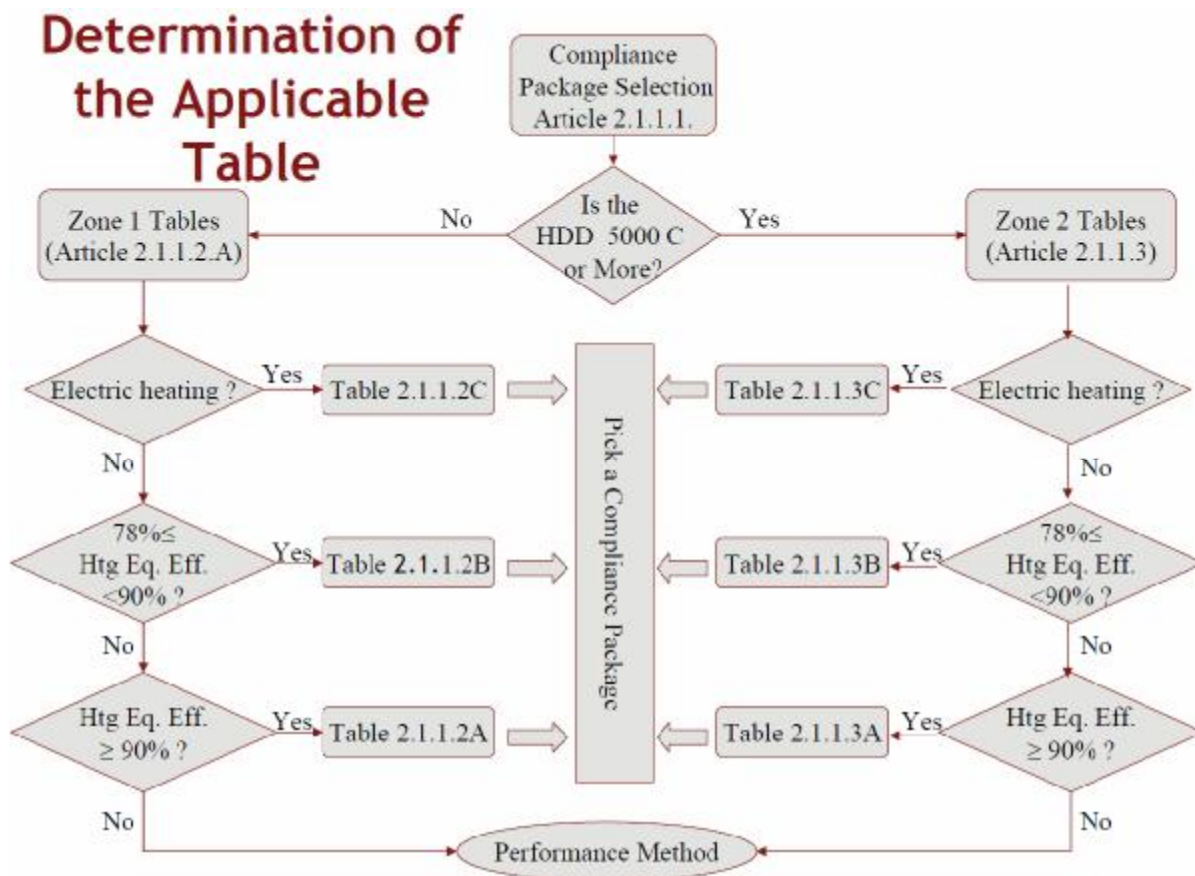 Determination of
the Applicable
Table
Compliance
Package Selection
Article 2.1.1.1.
Is the
HDD 5000 C
or More?
No
Yes
Zone 1 Tables
(Article 2.1.1.2.A)
Zone 2 Tables
(Article 2.1.1.3)
Electric heating ?
Yes
Table 2.1.1.2C
Table 2.1.1.3C
Yes
Electric heating ?
No
No
Pick a Compliance Package
78%≤
Htg Eq. Eff.
<90% ?
Yes
Table 2.1.1.2B
Table 2.1.1.3B
Yes
78%≤
Htg Eq. Eff.
<90% ?
No
No
Htg Eq. Eff.
≥ 90% ?
Yes
Table 2.1.1.2A
Table 2.1.1.3A
Yes
Htg Eq. Eff.
≥ 90% ?
No
No
Performance Method